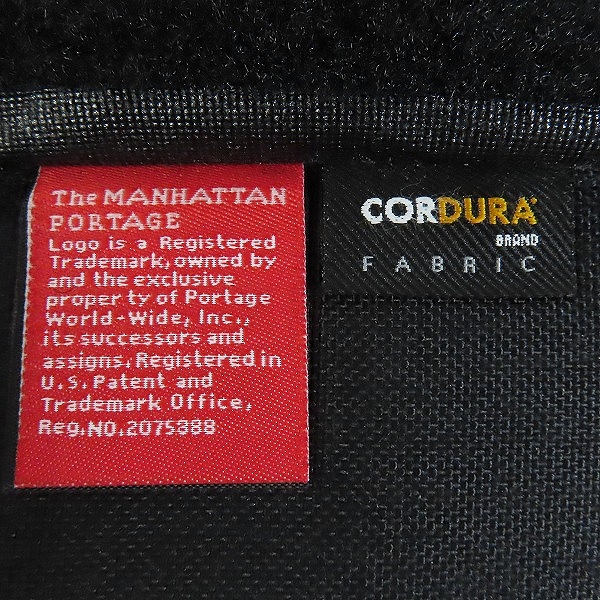 The MANHATTAN
PORTAGE
Logo is a Registered
Trademark, owned by
and the exclusive
property of Portage
World-Wide, Inc.,
its successors and
assigns. Registered in
U.S. Patent and
Trademark Office.
Reg.NO.2075888
CORDURA®
BRAND
FABRIC